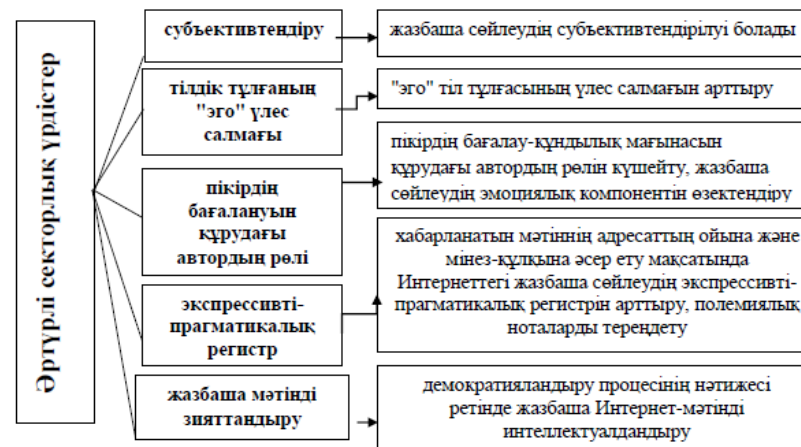 Әртүрлі секторлық үрдістер
субъективтендіру
жазбаша сөйлеудің субъективтендірілуі болады
тілдік тұлғаның
"эго" үлес
салмағы
"эго" тіл тұлғасының үлес салмағын арттыру
пікірдің
бағалануын
құрудағы
автордың рөлі
пікірдің бағалау-құндылық мағынасын
құрудағы автордың рөлін күшейту, жазбаша
сөйлеудің эмоциялық компонентін өзектендіру
экспрессивті-
прагматикалық
регистр
хабарланатын мәтіннің адресаттың ойына және
мінез-құлқына әсер ету мақсатында
Интернеттегі жазбаша сөйлеудің экспрессивті-
прагматикалық регистрін арттыру, полемиялық
ноталарды тереңдету
жазбаша мәтінді
зияттандыру
демократияландыру процесінің нәтижесі
ретінде жазбаша Интернет-мәтінді
интеллектуалдандыру